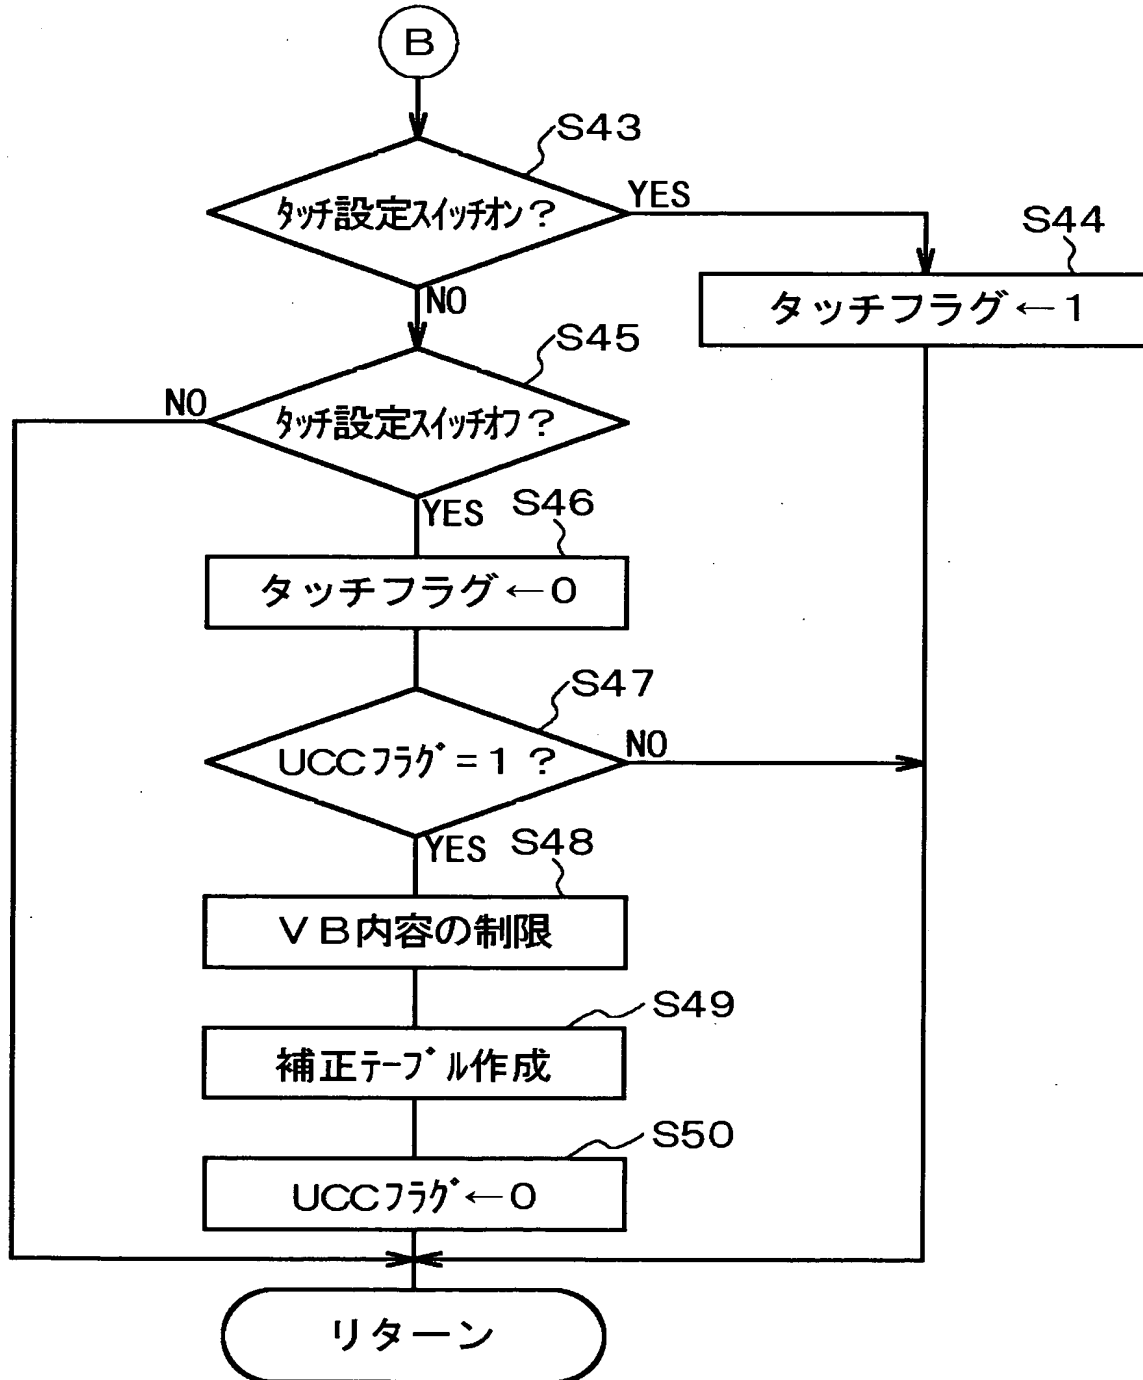 B
S43
タッチ設定スイッチオン?
YES
S44
タッチフラグ←1
NO
S45
NO
タッチ設定スイッチオフ?
YES
S46
タッチフラグ←0
S47
UCCフラグ=1 ?
NO
YES
S48
VB内容の制限
S49
補正テーブル作成
S50
UCCフラグ←0
リターン